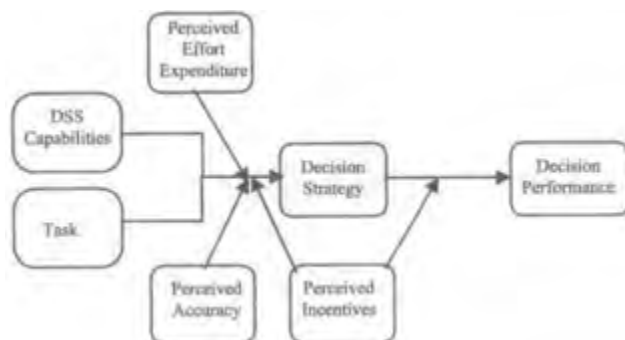 Perceived
Effort
Expenditure
DSS
Capabilities
Decision
Strategy
Decision
Performance
Task
Perceived
Accuracy
Perceived
Incentives